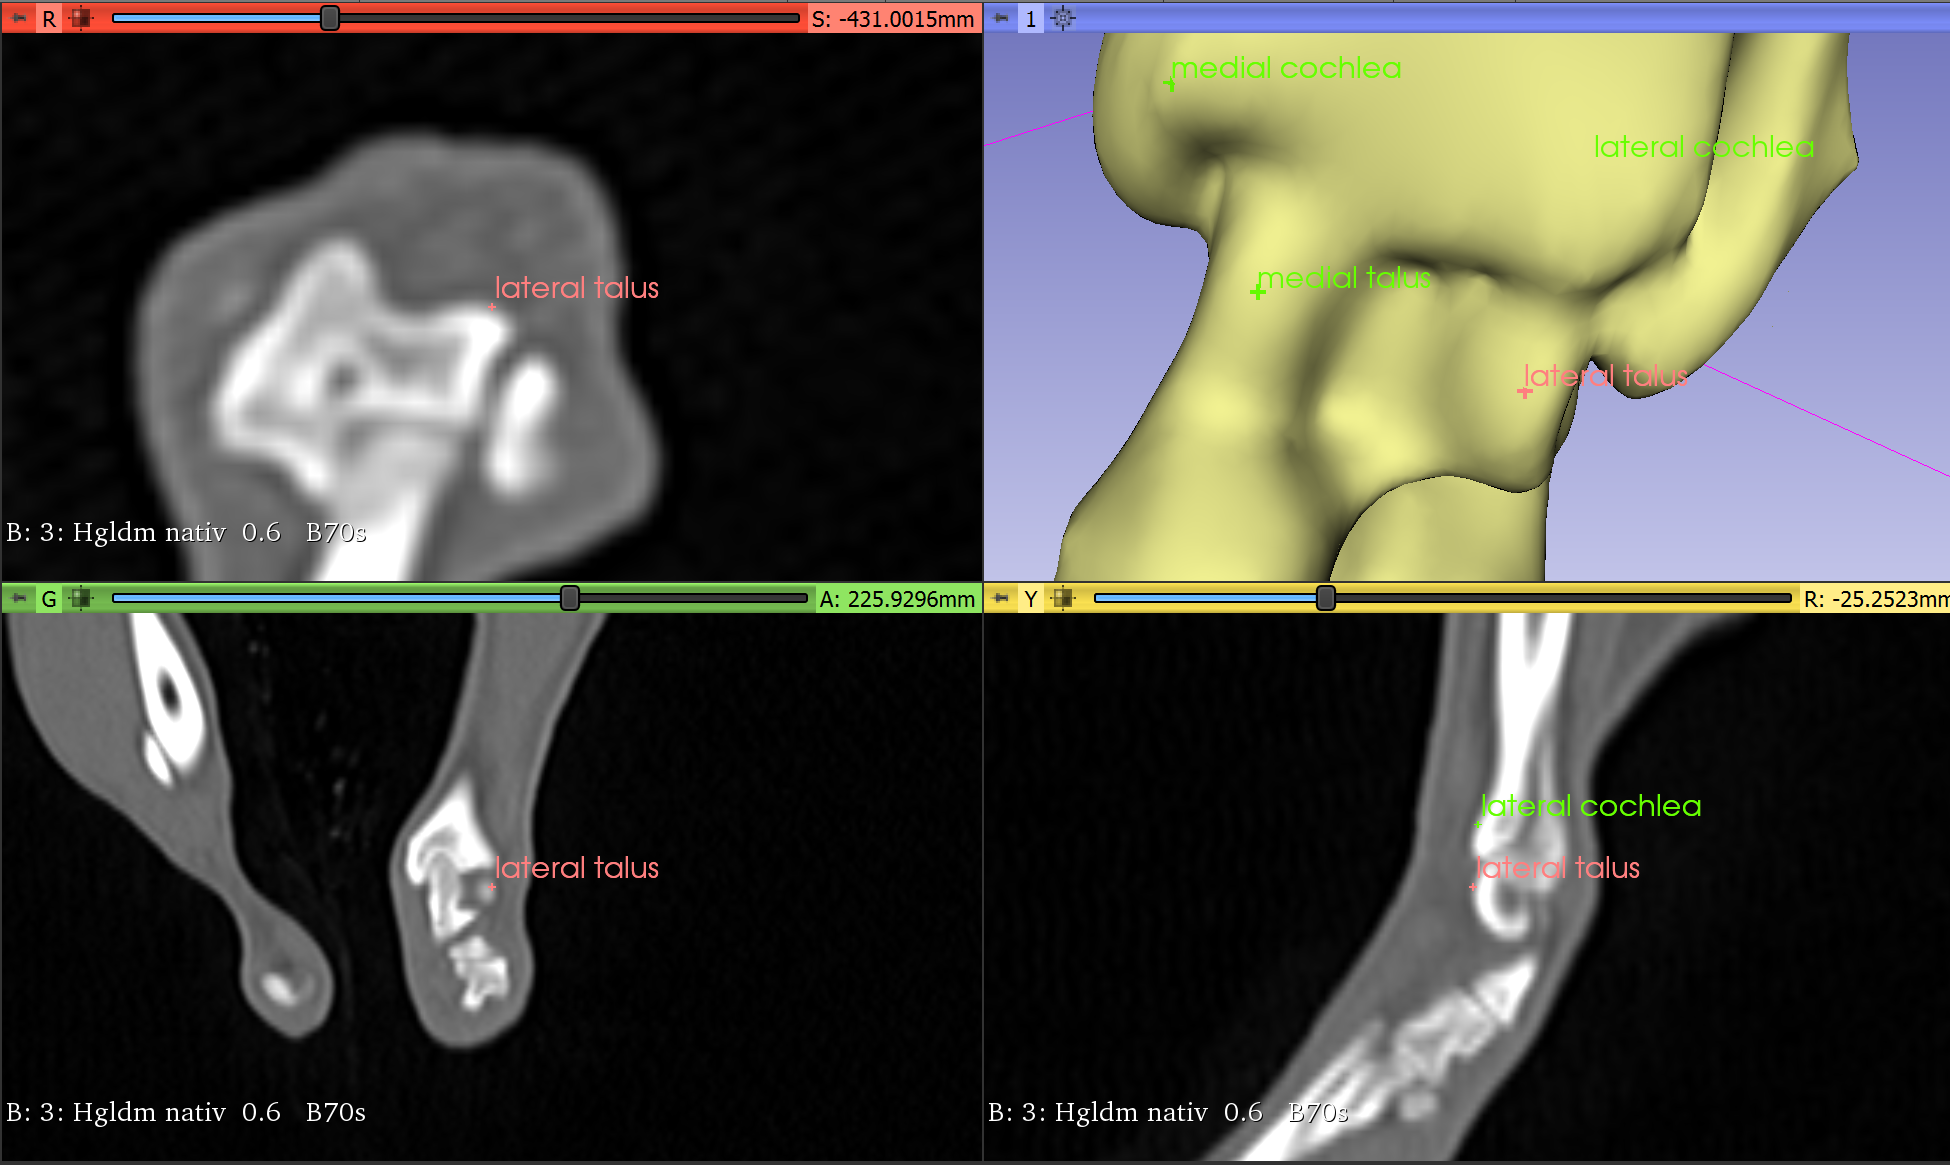 R
S: -431.0015mm
lateral talus
B: 3: Hgldm nativ 0.6 B70s
1
medial cochlea
lateral cochlea
medial talus
lateral talus
G
A: 225.9296mm
lateral talus
B: 3: Hgldm nativ 0.6 B70s
Y
R: -25.2523mm
lateral cochlea
lateral talus
B: 3: Hgldm nativ 0.6 B70s